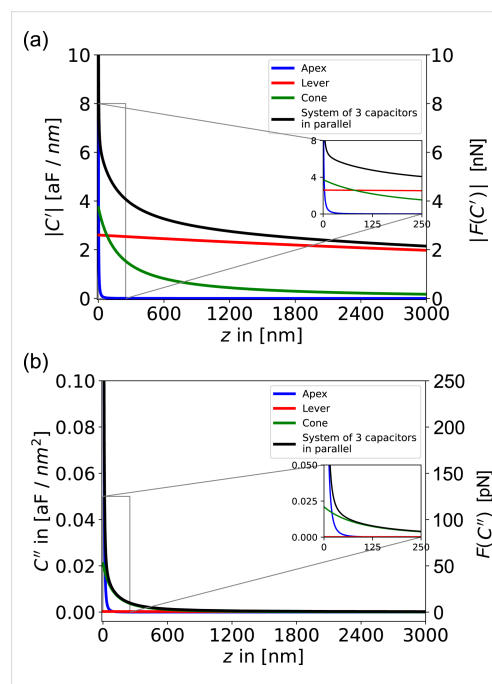 (a)
10
8
6
4
2
0
|C′| [aF / nm]
Apex
Lever
Cone
System of 3 capacitors
in parallel
8
4
0
0
125
250
10
8
6
4
2
0
|F(C′)| [nN]
0
600
1200
1800
2400
3000
z in [nm]
(b)
0.10
0.08
0.06
0.04
0.02
0.00
C″ in [aF / nm²]
Apex
Lever
Cone
System of 3 capacitors
in parallel
0.050
0.025
0.000
0
125
250
250
200
150
100
50
0
F(C″) [pN]
0
600
1200
1800
2400
3000
z in [nm]